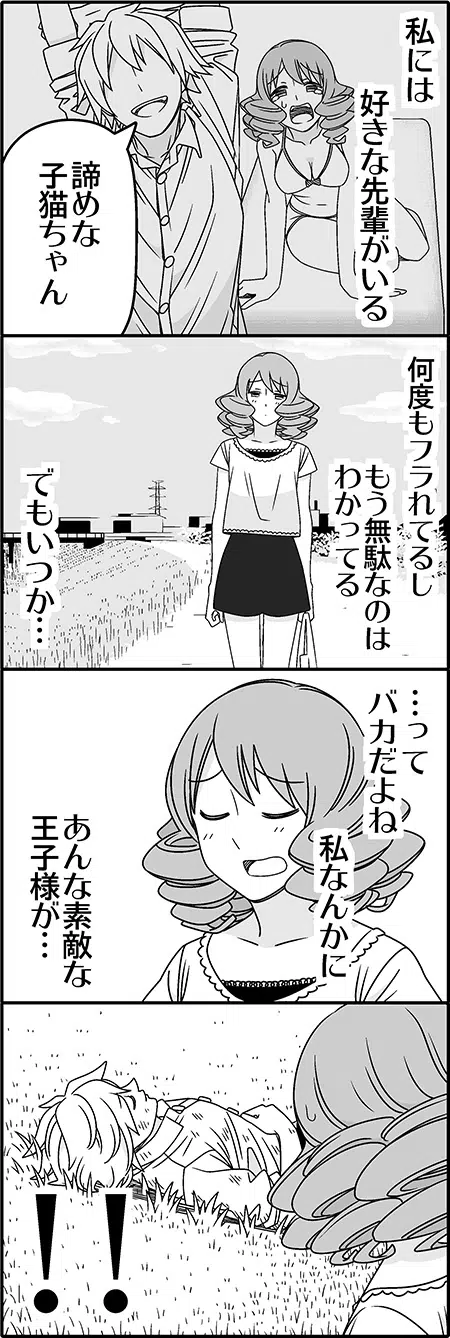 私には
好きな先輩がいる
諦めな
子猫ちゃん
何度もフラれてるし
もう無駄なのは
わかってる
でもいつか…
…って
バカだよね
私なんかに
あんな素敵な
王子様が…
!!